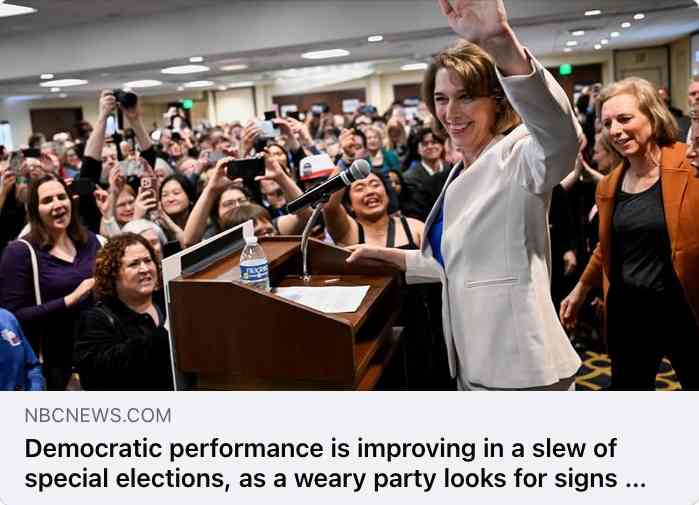 NBCNEWS.COM
Democratic performance is improving in a slew of
special elections, as a weary party looks for signs ...